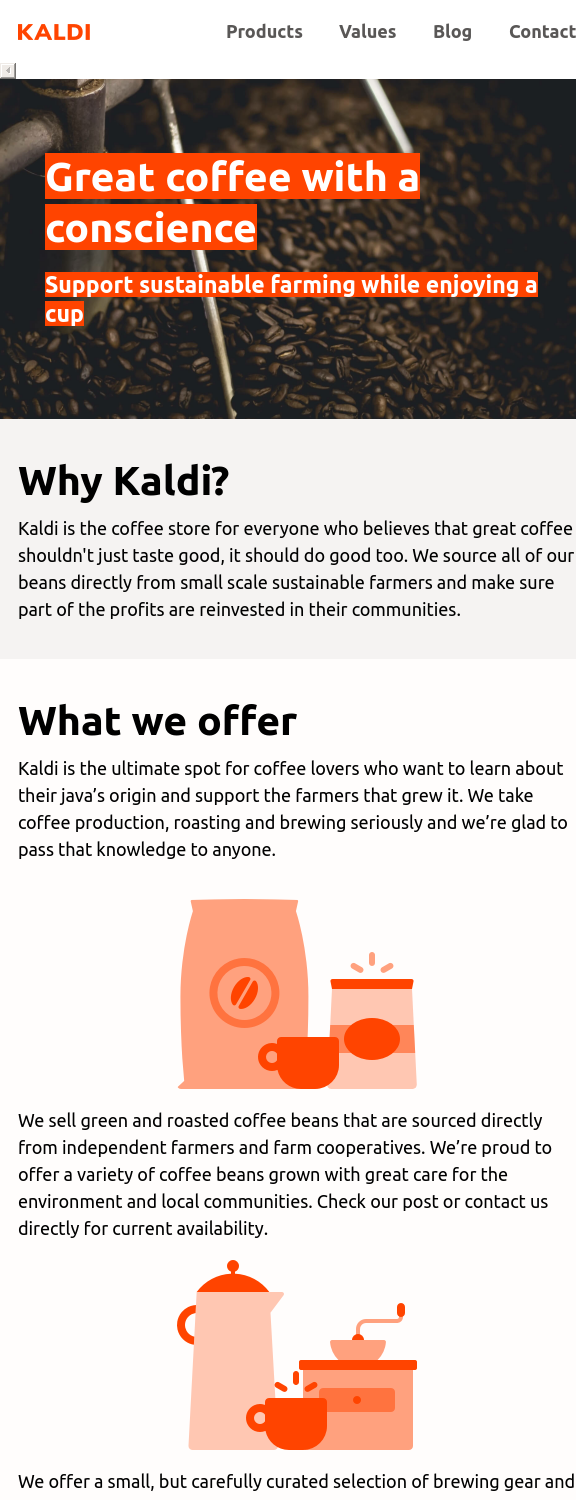 KALDI
Products Values Blog Contact
Great coffee with a
conscience
Support sustainable farming while enjoying a
cup
Why Kaldi?
Kaldi is the coffee store for everyone who believes that great coffee
shouldn't just taste good, it should do good too. We source all of our
beans directly from small scale sustainable farmers and make sure
part of the profits are reinvested in their communities.
What we offer
Kaldi is the ultimate spot for coffee lovers who want to learn about
their java’s origin and support the farmers that grew it. We take
coffee production, roasting and brewing seriously and we’re glad to
pass that knowledge to anyone.
We sell green and roasted coffee beans that are sourced directly
from independent farmers and farm cooperatives. We’re proud to
offer a variety of coffee beans grown with great care for the
environment and local communities. Check our post or contact us
directly for current availability.
We offer a small, but carefully curated selection of brewing gear and